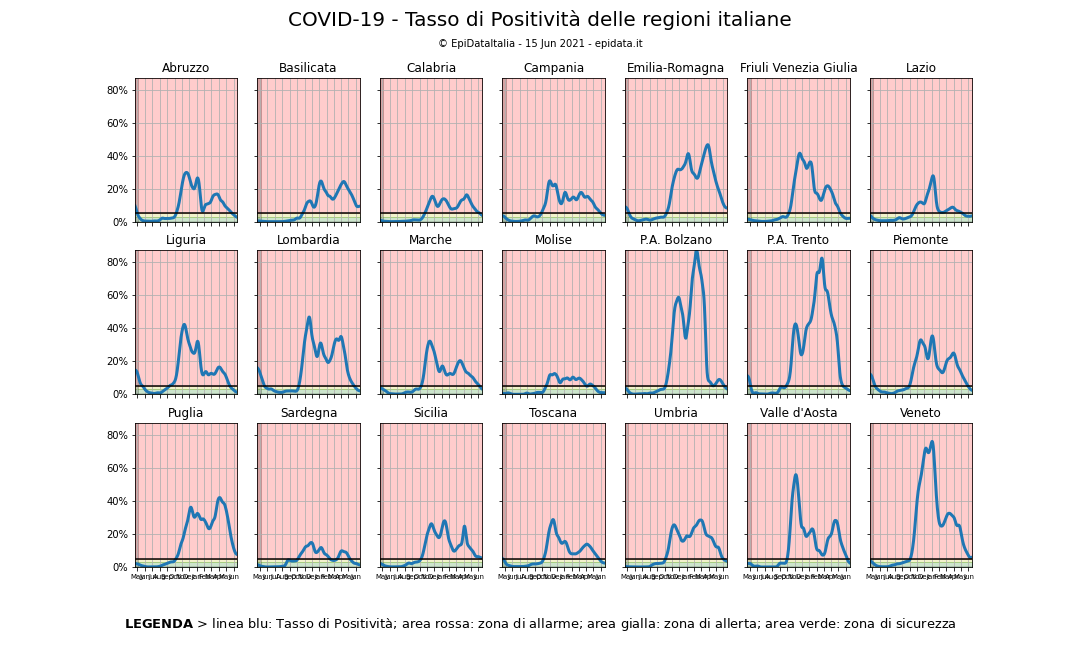 COVID-19 - Tasso di Positività delle regioni italiane
© EpiDataItalia - 15 Jun 2021 - epidata.it
Abruzzo Basilicata Calabria Campania Emilia-Romagna Friuli Venezia Giulia Lazio
80%
60%
40%
20%
0%
Liguria Lombardia Marche Molise P.A. Bolzano P.A. Trento Piemonte
80%
60%
40%
20%
0%
Puglia Sardegna Sicilia Toscana Umbria Valle d'Aosta Veneto
80%
60%
40%
20%
0%
LEGENDA > linea blu: Tasso di Positività; area rossa: zona di allarme; area gialla: zona di allerta; area verde: zona di sicurezza